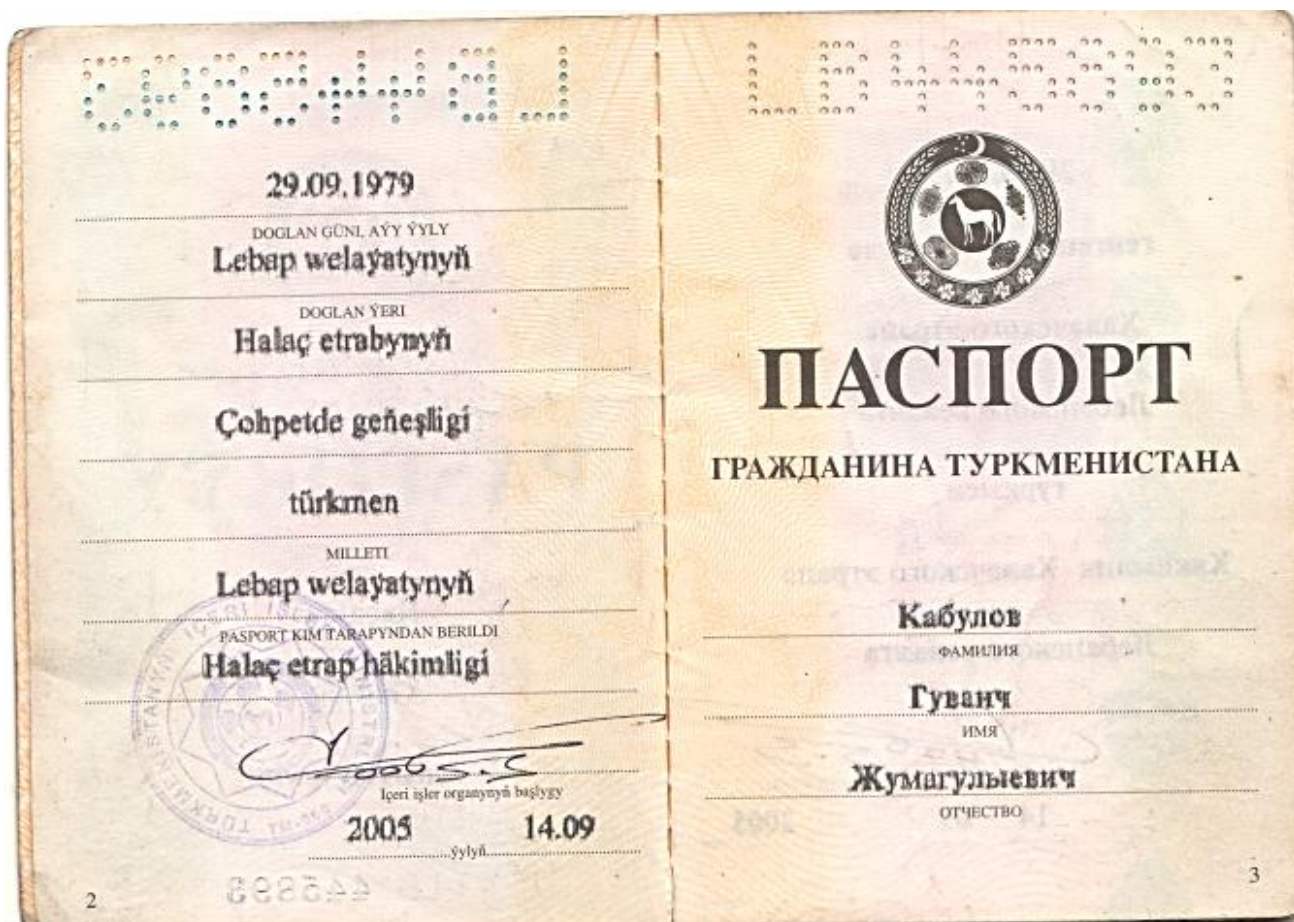 29.09.1979
DOGLAN GÜNI, AÝY ÝYLY
Lebap welaýatynyň
DOGLAN ÝERI
Halaç etrabynyň
Çohpetde geňeşligi
türkmen
MILLETI
Lebap welaýatynyň
PASPORT KIM TARAPYNDAN BERILDI
Halaç etrap häkimligi
Içeri işler organynyň başlygy
2005 ýylyň 14.09
2
LB445893
ПАСПОРТ
ГРАЖДАНИНА ТУРКМЕНИСТАНА
Кабулов
ФАМИЛИЯ
Гуванч
ИМЯ
Жумагулыевич
ОТЧЕСТВО
3